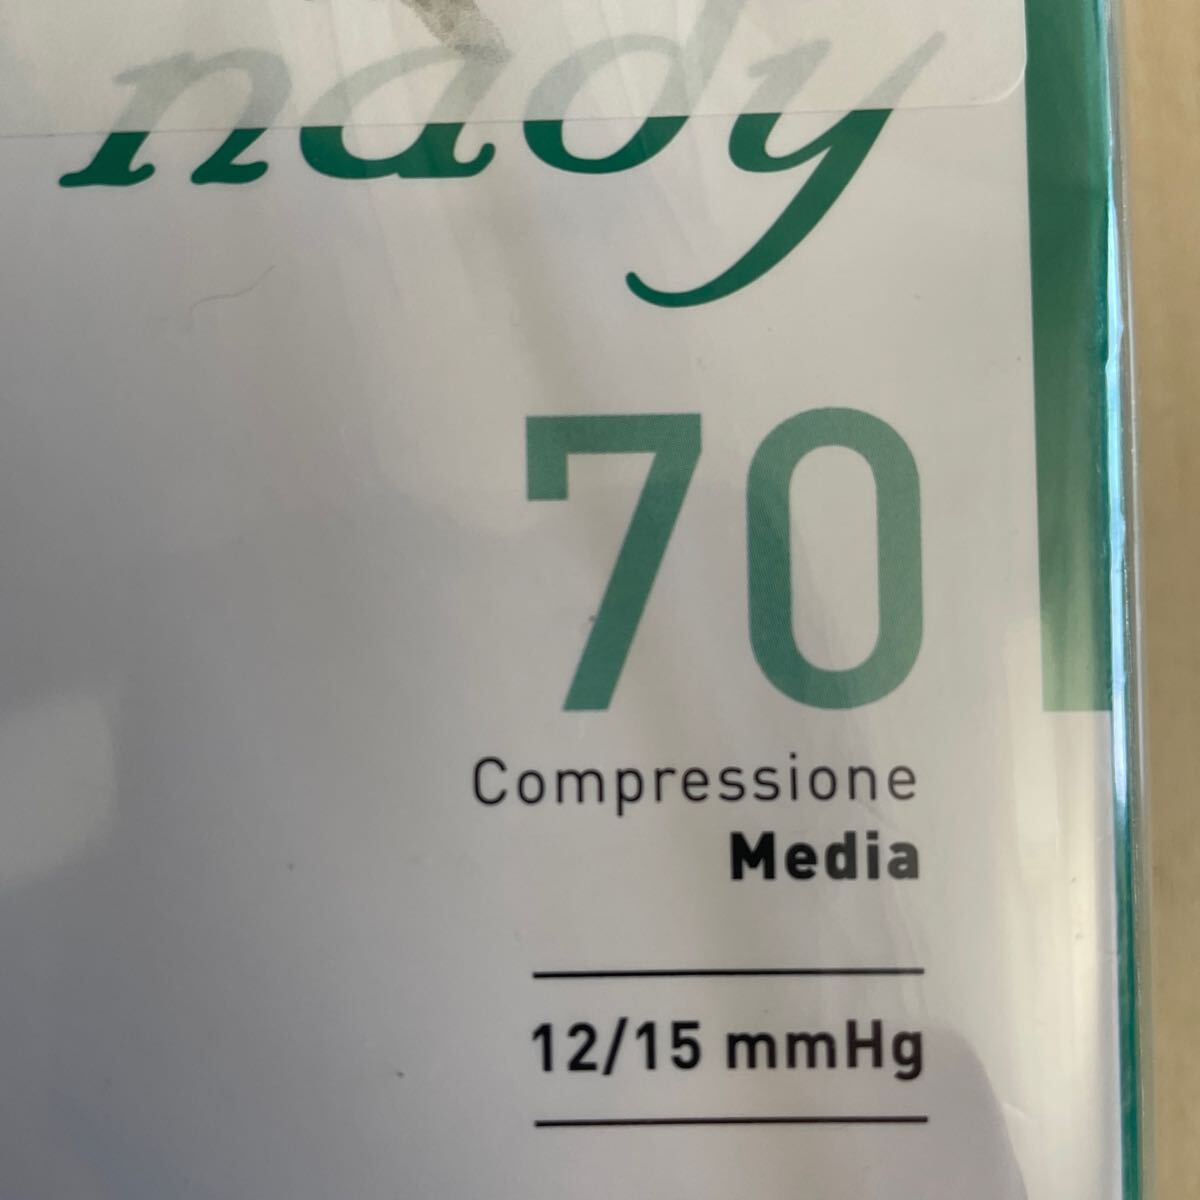 nady
70
Compressione
Media
12/15 mmHg